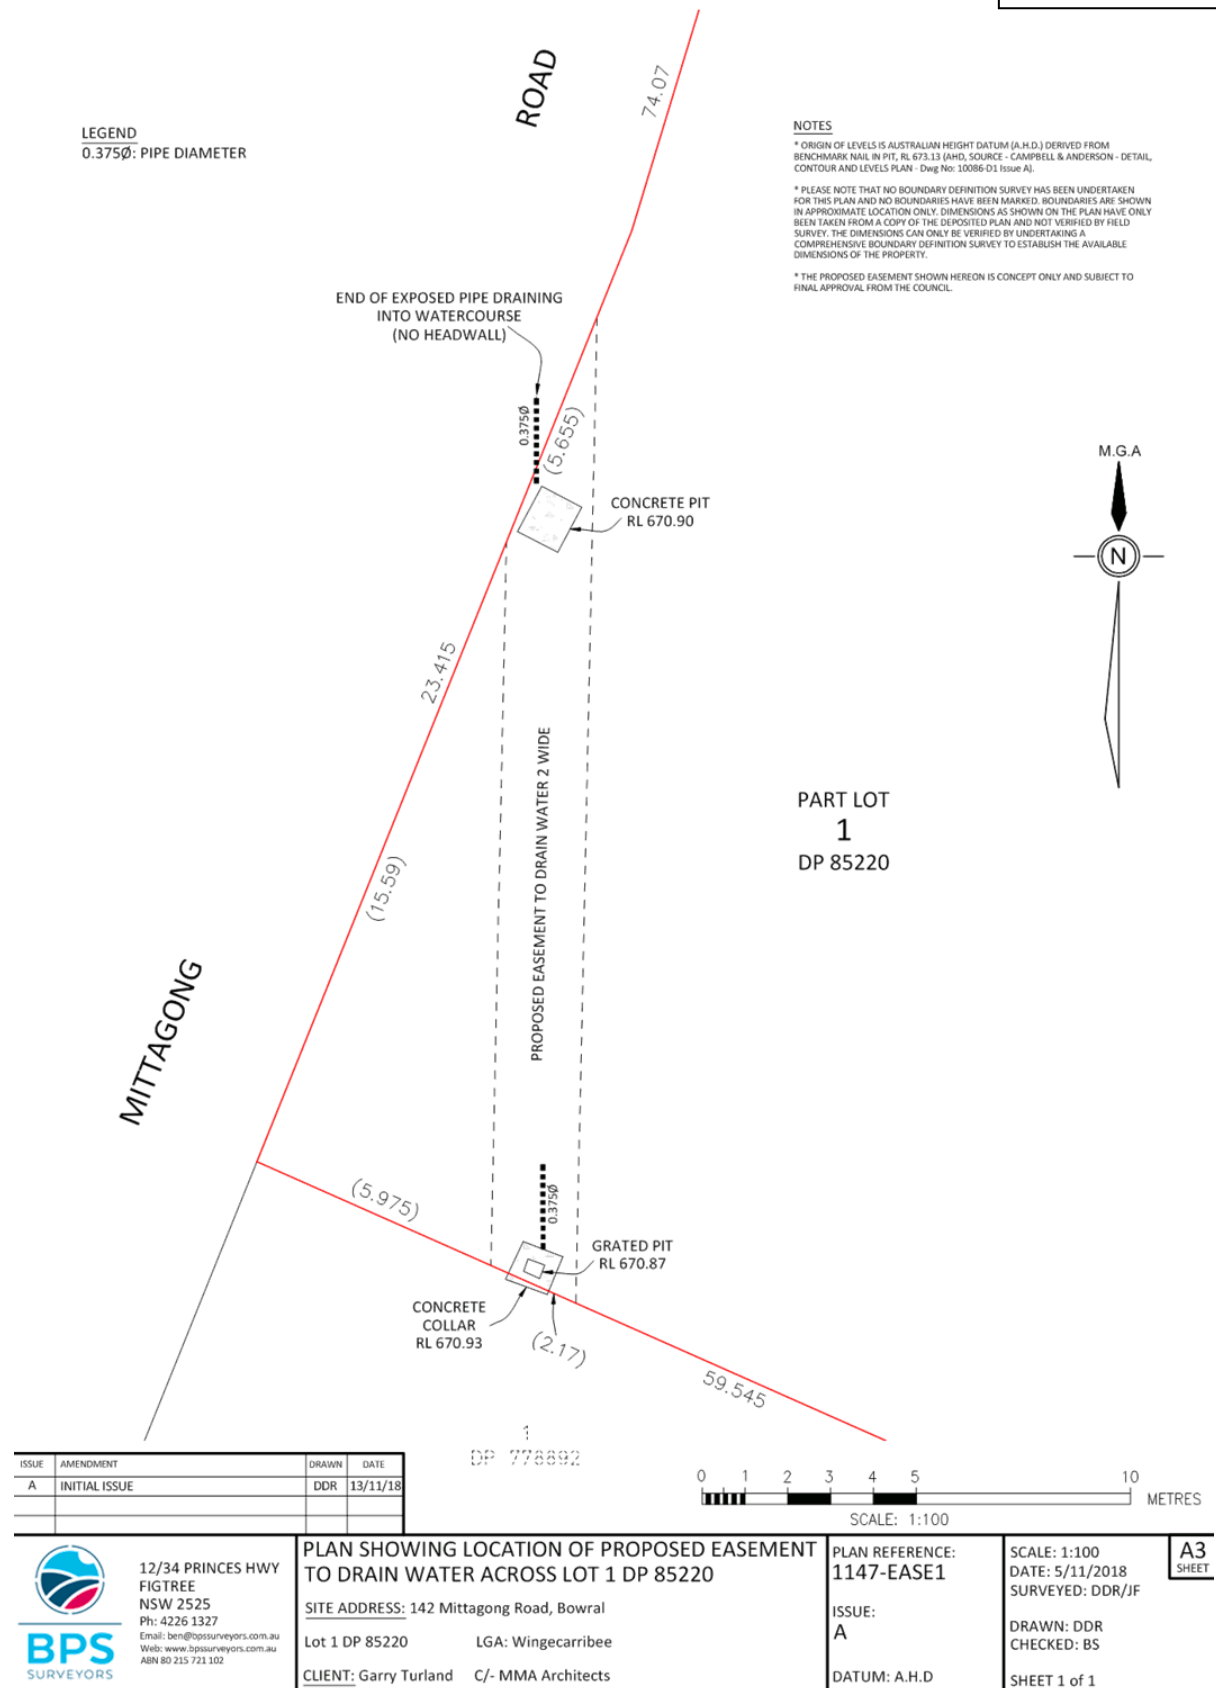 ROAD
74.07
LEGEND
0.375Ø: PIPE DIAMETER
NOTES
* ORIGIN OF LEVELS IS AUSTRALIAN HEIGHT DATUM (A.H.D.) DERIVED FROM
BENCHMARK NAIL IN PIT, RL 673.13 (AHD, SOURCE - CAMPBELL & ANDERSON - DETAIL,
CONTOUR AND LEVELS PLAN - Dwg No: 10086-D1 Issue A).
* PLEASE NOTE THAT NO BOUNDARY DEFINITION SURVEY HAS BEEN UNDERTAKEN
FOR THIS PLAN AND NO BOUNDARIES HAVE BEEN MARKED. BOUNDARIES ARE SHOWN
IN APPROXIMATE LOCATION ONLY. DIMENSIONS AS SHOWN ON THE PLAN HAVE ONLY
BEEN TAKEN FROM A COPY OF THE DEPOSITED PLAN AND NOT VERIFIED BY FIELD
SURVEY. THE DIMENSIONS CAN ONLY BE VERIFIED BY UNDERTAKING A
COMPREHENSIVE BOUNDARY DEFINITION SURVEY TO ESTABLISH THE AVAILABLE
DIMENSIONS OF THE PROPERTY.
* THE PROPOSED EASEMENT SHOWN HEREON IS CONCEPT ONLY AND SUBJECT TO
FINAL APPROVAL FROM THE COUNCIL.
END OF EXPOSED PIPE DRAINING
INTO WATERCOURSE
(NO HEADWALL)
0.375Ø
(5.655)
CONCRETE PIT
RL 670.90
M.G.A
N
23.415
PROPOSED EASEMENT TO DRAIN WATER 2 WIDE
PART LOT
1
DP 85220
(15.59)
MITTAGONG
(5.975)
0.375Ø
GRATED PIT
RL 670.87
CONCRETE
COLLAR
RL 670.93
(2.17)
59.545
1
DP 778892
ISSUE AMENDMENT DRAWN DATE
A INITIAL ISSUE DDR 13/11/18
0 1 2 3 4 5 10
METRES
SCALE: 1:100
BPS
SURVEYORS
12/34 PRINCES HWY
FIGTREE
NSW 2525
Ph: 4226 1327
Email: ben@bpssurveyors.com.au
Web: www.bpssurveyors.com.au
ABN 80 215 721 102
PLAN SHOWING LOCATION OF PROPOSED EASEMENT
TO DRAIN WATER ACROSS LOT 1 DP 85220
SITE ADDRESS: 142 Mittagong Road, Bowral
Lot 1 DP 85220 LGA: Wingecarribee
CLIENT: Garry Turland C/- MMA Architects
PLAN REFERENCE:
1147-EASE1
ISSUE:
A
DATUM: A.H.D
SCALE: 1:100
DATE: 5/11/2018
SURVEYED: DDR/JF
DRAWN: DDR
CHECKED: BS
SHEET 1 of 1
A3
SHEET